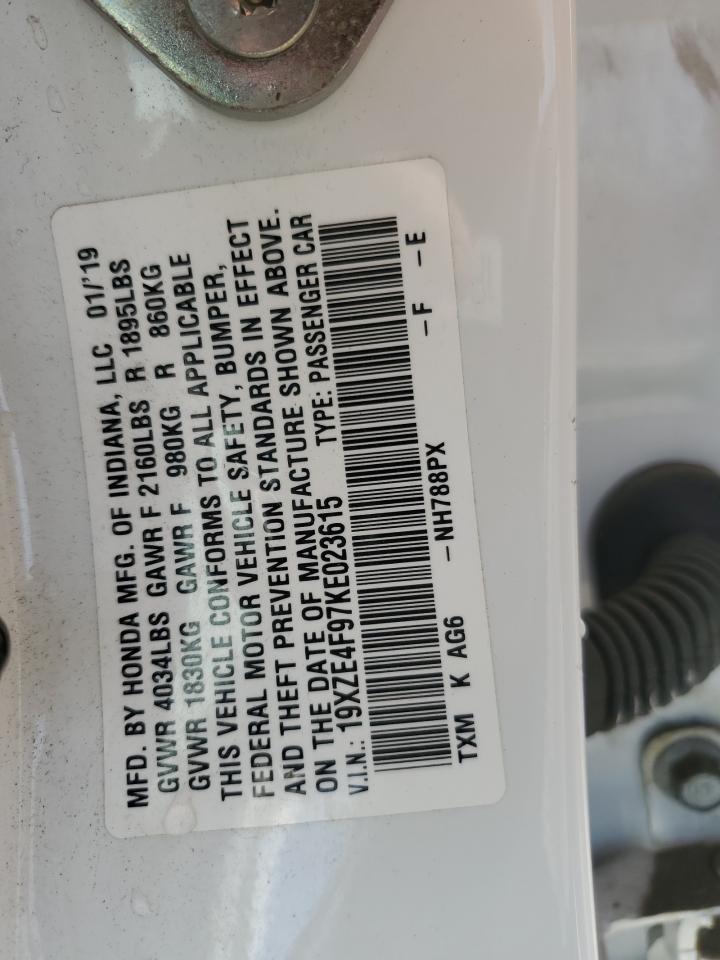 MFD. BY HONDA MFG. OF INDIANA, LLC 01/'19
GVWR 4034LBS GAWR F 2160LBS R 1895LBS
GVWR 1830KG GAWR F 980KG R 860KG
THIS VEHICLE CONFORMS TO ALL APPLICABLE
FEDERAL MOTOR VEHICLE SAFETY, BUMPER,
AND THEFT PREVENTION STANDARDS IN EFFECT
ON THE DATE OF MANUFACTURE SHOWN ABOVE.
V.I.N.: 19XZE4F97KE023615 TYPE: PASSENGER CAR
TXM K AG6 -NH788PX -F -E